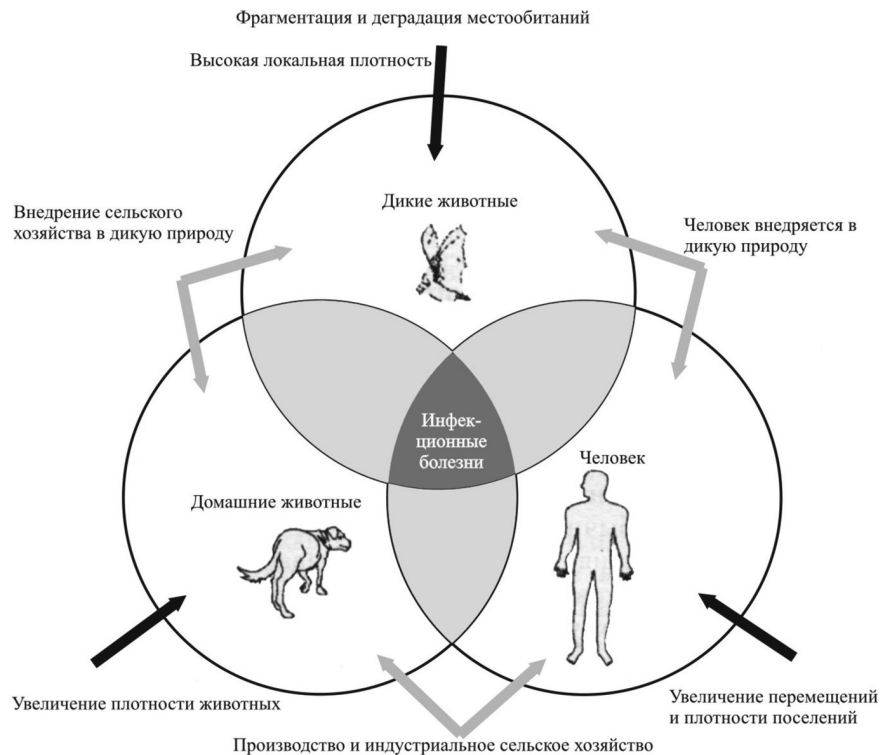 Фрагментация и деградация местообитаний
Высокая локальная плотность
Дикие животные
Внедрение сельского
хозяйства в дикую природу
Человек внедряется в
дикую природу
Инфек-
ционные
болезни
Человек
Домашние животные
Увеличение плотности животных
Увеличение перемещений
и плотности поселений
Производство и индустриальное сельское хозяйство